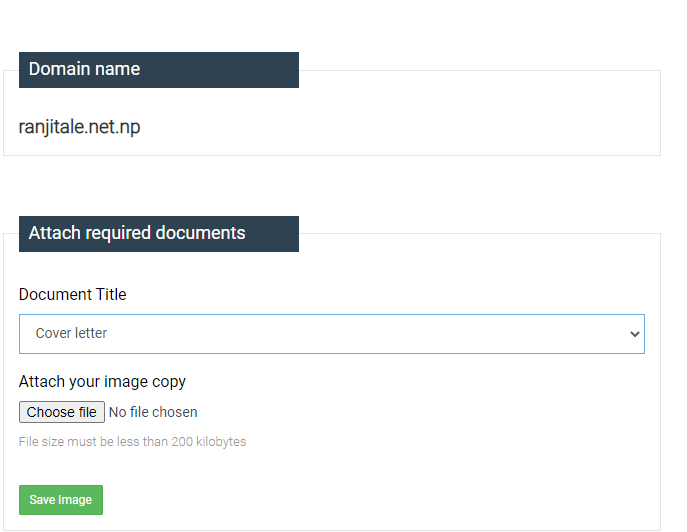 Domain name
ranjitale.net.np
Attach required documents
Document Title
Cover letter
Attach your image copy
Choose file No file chosen
File size must be less than 200 kilobytes
Save Image